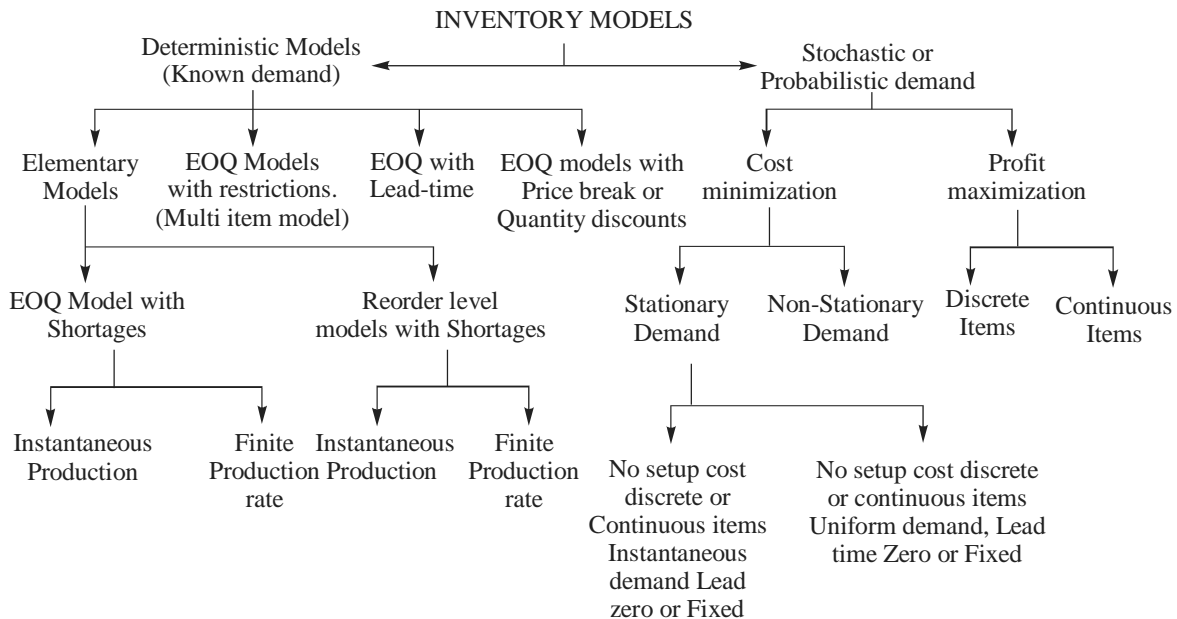 INVENTORY MODELS
Deterministic Models
(Known demand)
Stochastic or
Probabilistic demand
Elementary
Models
EOQ Models
with restrictions.
(Multi item model)
EOQ with
Lead-time
EOQ models with
Price break or
Quantity discounts
Cost
minimization
Profit
maximization
EOQ Model with
Shortages
Reorder level
models with Shortages
Stationary
Demand
Non-Stationary
Demand
Discrete
Items
Continuous
Items
Instantaneous
Production
Finite
Production
rate
Instantaneous
Production
Finite
Production
rate
No setup cost
discrete or
Continuous items
Instantaneous
demand Lead
zero or Fixed
No setup cost discrete
or continuous items
Uniform demand, Lead
time Zero or Fixed